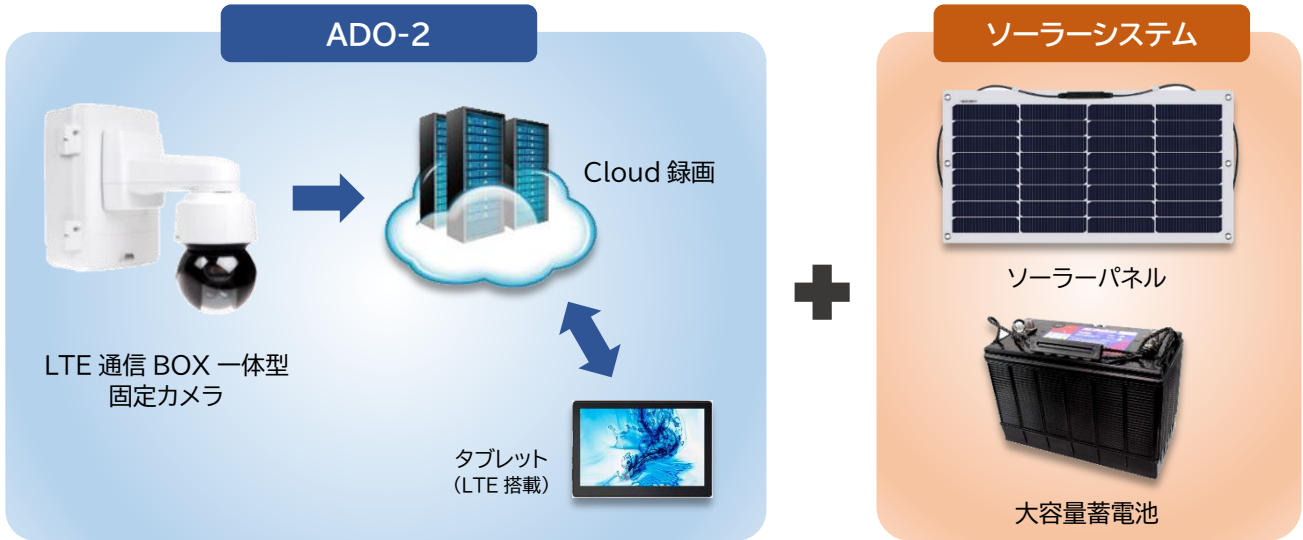 ADO-2
Cloud 録画
LTE 通信 BOX 一体型
固定カメラ
タブレット
（LTE 搭載）
ソーラーシステム
ソーラーパネル
大容量蓄電池